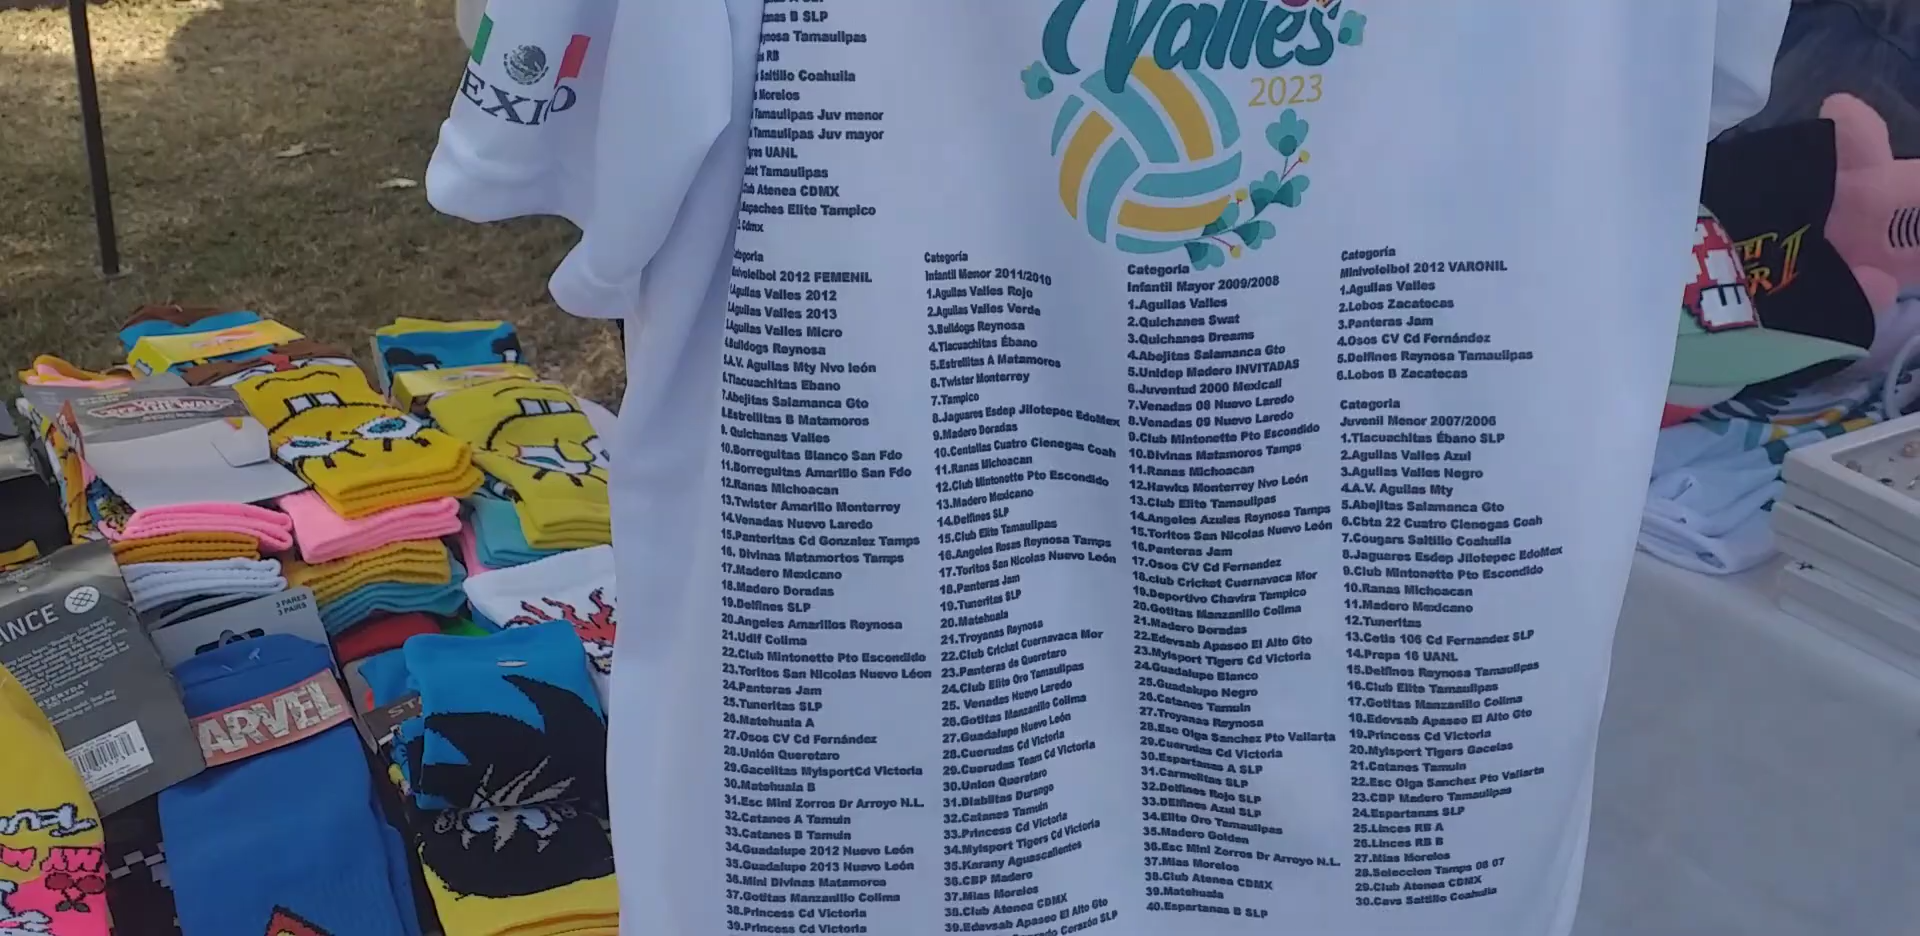 EXICO
Valles
2023
anas B SLP
ynosa Tamaulipas
RB
Saltillo Coahuila
Morelos
Tamaulipas Juv menor
Tamaulipas Juv mayor
UANL
Tamaulipas
Atenea CDMX
Apaches Elite Tampico
Cdmx
Categoria
Minivoleibol 2012 FEMENIL
Aguilas Valles 2012
Aguilas Valles 2013
Aguilas Valles Micro
Bulldogs Reynosa
A.V. Aguilas Mty Nvo león
Tlacuachitas Ebano
7.Abejitas Salamanca Gto
Estrellitas B Matamoros
9. Quichanas Valles
10.Borreguitas Blanco San Fdo
11.Borreguitas Amarillo San Fdo
12.Ranas Michoacan
13.Twister Amarillo Monterrey
14.Venadas Nuevo Laredo
15.Panteritas Cd Gonzalez Tamps
16. Divinas Matamortos Tamps
17.Madero Mexicano
18.Madero Doradas
19.Delfines SLP
20.Angeles Amarillos Reynosa
21.Udif Colima
22.Club Mintonette Pto Escondido
23.Toritos San Nicolas Nuevo Léon
24.Panteras Jam
25.Tuneritas SLP
26.Matehuala A
27.Osos CV Cd Fernández
28.Unión Queretaro
29.Gacelitas MylsportCd Victoria
30.Matehuala B
31.Esc Mini Zorros Dr Arroyo N.L.
32.Catanes A Tamuin
33.Catanes B Tamuin
34.Guadalupe 2012 Nuevo León
35.Guadalupe 2013 Nuevo León
36.Mini Divinas Matamoros
37.Gotitas Manzanillo Colima
38.Princess Cd Victoria
39.Princess Cd Victoria
Categoria
Infantil Menor 2011/2010
1.Aguilas Valles Rojo
2.Aguilas Valles Verde
3.Bulldogs Reynosa
4.Tlacuachitas Ébano
5.Estrellitas A Matamoros
6.Twister Monterrey
7.Tampico
8.Jaguares Esdep Jilotepec EdoMex
9.Madero Doradas
10.Centellas Cuatro Cienegas Coah
11.Ranas Michoacan
12.Club Mintonette Pto Escondido
13.Madero Mexicano
14.Delfines SLP
15.Club Elite Tamaulipas
16.Angeles Rosas Reynosa Tamps
17.Toritos San Nicolas Nuevo León
18.Panteras Jam
19.Tuneritas SLP
20.Matehuala
21.Troyanas Reynosa
22.Club Cricket Cuernavaca Mor
23.Panteras de Queretaro
24.Club Elite Oro Tamaulipas
25. Venadas Nuevo Laredo
26.Gotitas Manzanillo Colima
27.Guadalupe Nuevo León
28.Cuerudas Cd Victoria
29.Cuerudas Team Cd Victoria
30.Union Queretaro
31.Diablitas Durango
32.Catanes Tamuin
33.Princess Cd Victoria
34.Mylsport Tigers Cd Victoria
35.Karany Aguascalientes
36.CBP Madero
37.Mias Morelos
38.Club Atenea CDMX
39.Edevsab Apaseo El Alto Gto
Corazón SLP
Categoria
Infantil Mayor 2009/2008
1.Aguilas Valles
2.Quichanes Swat
3.Quichanes Dreams
4.Abejitas Salamanca Gto
5.Unidep Madero INVITADAS
6.Juventud 2000 Mexicali
7.Venadas 08 Nuevo Laredo
8.Venadas 09 Nuevo Laredo
9.Club Mintonette Pto Escondido
10.Divinas Matamoros Tamps
11.Ranas Michoacan
12.Hawks Monterrey Nvo León
13.Club Elite Tamaulipas
14.Angeles Azules Reynosa Tamps
15.Toritos San Nicolas Nuevo León
16.Panteras Jam
17.Osos CV Cd Fernandez
18.club Cricket Cuernavaca Mor
19.Deportivo Chavira Tampico
20.Gotitas Manzanillo Colima
21.Madero Doradas
22.Edevsab Apaseo El Alto Gto
23.Mylsport Tigers Cd Victoria
24.Guadalupe Blanco
25.Guadalupe Negro
26.Catanes Tamuin
27.Troyanas Reynosa
28.Esc Olga Sanchez Pto Vallarta
29.Cuerudas Cd Victoria
30.Espartanas A SLP
31.Carmelitas SLP
32.Delfines Rojo SLP
33.DElfines Azul SLP
34.Elite Oro Tamaulipas
35.Madero Golden
36.Esc Mini Zorros Dr Arroyo N.L.
37.Mias Morelos
38.Club Atenea CDMX
39.Matehuala
40.Espartanas B SLP
Categoría
Minivoleibol 2012 VARONIL
1.Aguilas Valles
2.Lobos Zacatecas
3.Panteras Jam
4.Osos CV Cd Fernández
5.Delfines Reynosa Tamaulipas
6.Lobos B Zacatecas
Categoria
Juvenil Menor 2007/2006
1.Tlacuachitas Ébano SLP
2.Aguilas Valles Azul
3.Aguilas Valles Negro
4.A.V. Aguilas Mty
5.Abejitas Salamanca Gto
6.Cbta 22 Cuatro Cienegas Coah
7.Cougars Saltillo Coahuila
8.Jaguares Esdep Jilotepec EdoMex
9.Club Mintonette Pto Escondido
10.Ranas Michoacan
11.Madero Mexicano
12.Tuneritas
13.Cetis 106 Cd Fernandez SLP
14.Prepa 16 UANL
15.Delfines Reynosa Tamaulipas
16.Club Elite Tamaulipas
17.Gotitas Manzanillo Colima
18.Edevsab Apaseo El Alto Gto
19.Princess Cd Victoria
20.Mylsport Tigers Gacelas
21.Catanes Tamuin
22.Esc Olga Sanchez Pto Vallarta
23.CBP Madero Tamaulipas
24.Espartanas SLP
25.Linces RB A
26.Linces RB B
27.Mias Morelos
28.Seleccion Tamps 06 07
29.Club Atenea CDMX
30.Cavs Saltillo Coahuila
ANCE
EVERYDAY
3 PARES
3 PAIRS
MARVEL
II